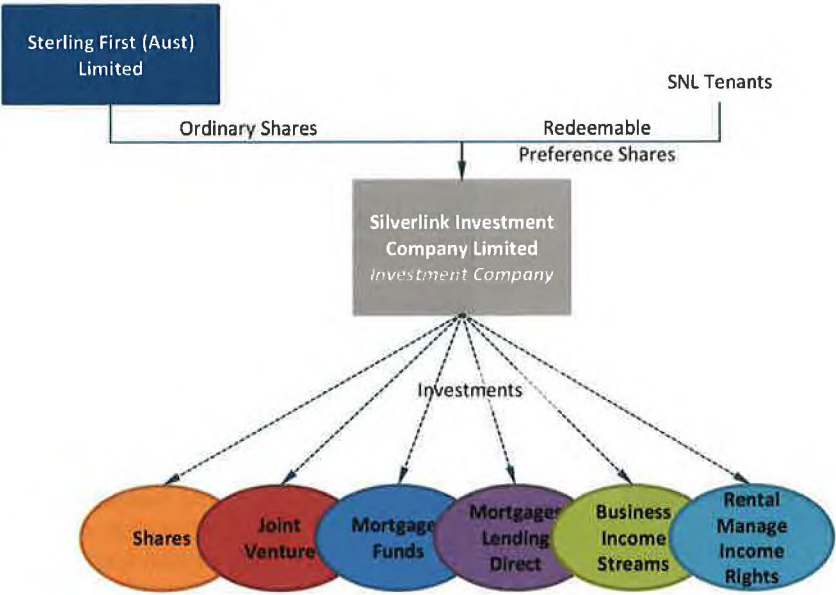 Sterling First (Aust)
Limited
SNL Tenants
Ordinary Shares
Redeemable
Preference Shares
Silverlink Investment
Company Limited
Investment Company
Investments
Shares
Joint
Venture
Mortgage
Funds
Mortgages
Lending
Direct
Business
Income
Streams
Rental
Manage
Income
Rights